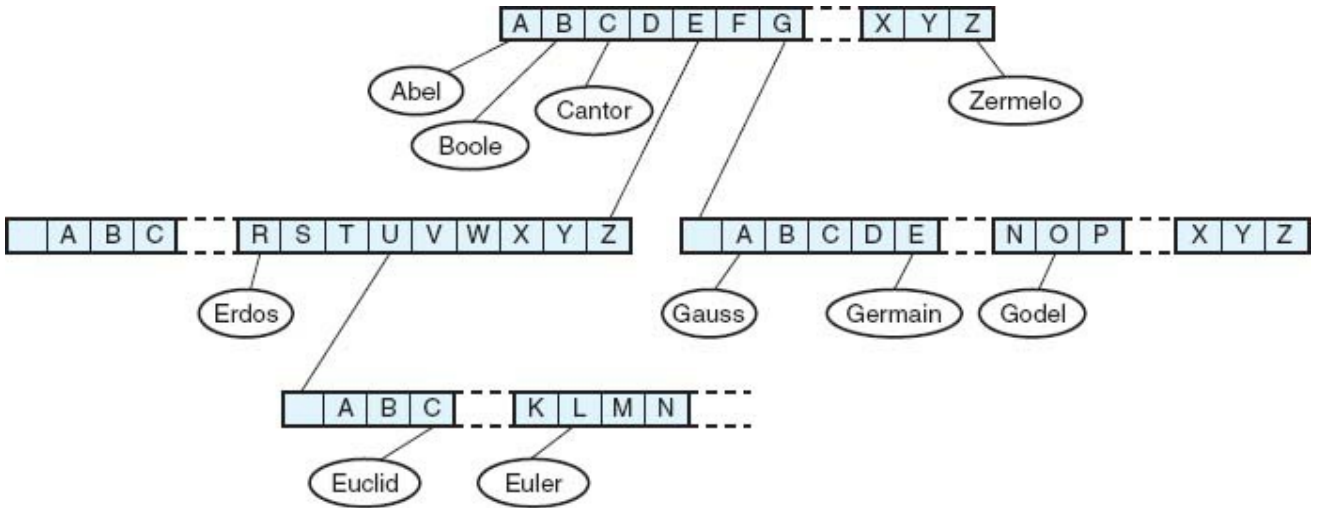 A B C D E F G X Y Z
Abel
Cantor
Zermelo
Boole
A B C R S T U V W X Y Z A B C D E N O P X Y Z
Erdos Gauss Germain Godel
A B C K L M N
Euclid Euler